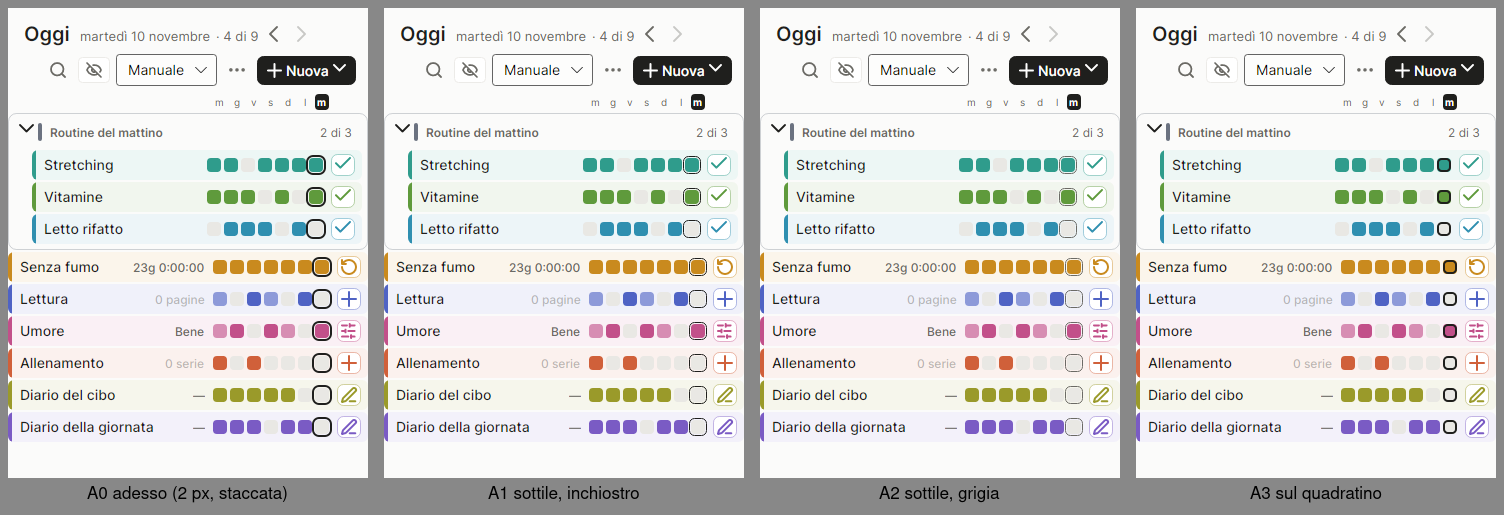 Oggi martedì 10 novembre · 4 di 9
Manuale Nuova
m g v s d l m
Routine del mattino 2 di 3
Stretching
Vitamine
Letto rifatto
Senza fumo 23g 0:00:00
Lettura 0 pagine
Umore Bene
Allenamento 0 serie
Diario del cibo —
Diario della giornata —
A0 adesso (2 px, staccata)
Oggi martedì 10 novembre · 4 di 9
Manuale Nuova
m g v s d l m
Routine del mattino 2 di 3
Stretching
Vitamine
Letto rifatto
Senza fumo 23g 0:00:00
Lettura 0 pagine
Umore Bene
Allenamento 0 serie
Diario del cibo —
Diario della giornata —
A1 sottile, inchiostro
Oggi martedì 10 novembre · 4 di 9
Manuale Nuova
m g v s d l m
Routine del mattino 2 di 3
Stretching
Vitamine
Letto rifatto
Senza fumo 23g 0:00:00
Lettura 0 pagine
Umore Bene
Allenamento 0 serie
Diario del cibo —
Diario della giornata —
A2 sottile, grigia
Oggi martedì 10 novembre · 4 di 9
Manuale Nuova
m g v s d l m
Routine del mattino 2 di 3
Stretching
Vitamine
Letto rifatto
Senza fumo 23g 0:00:00
Lettura 0 pagine
Umore Bene
Allenamento 0 serie
Diario del cibo —
Diario della giornata —
A3 sul quadratino